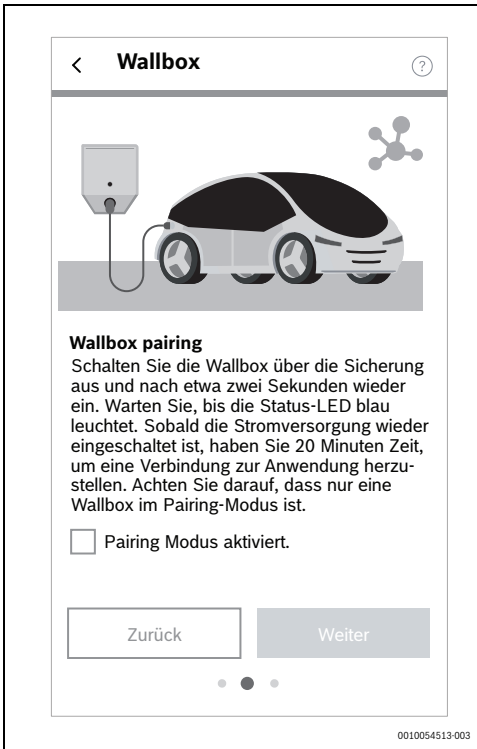 Wallbox
?
Wallbox pairing
Schalten Sie die Wallbox über die Sicherung
aus und nach etwa zwei Sekunden wieder
ein. Warten Sie, bis die Status-LED blau
leuchtet. Sobald die Stromversorgung wieder
eingeschaltet ist, haben Sie 20 Minuten Zeit,
um eine Verbindung zur Anwendung herzu-
stellen. Achten Sie darauf, dass nur eine
Wallbox im Pairing-Modus ist.
Pairing Modus aktiviert.
Zurück
Weiter
0010054513-003